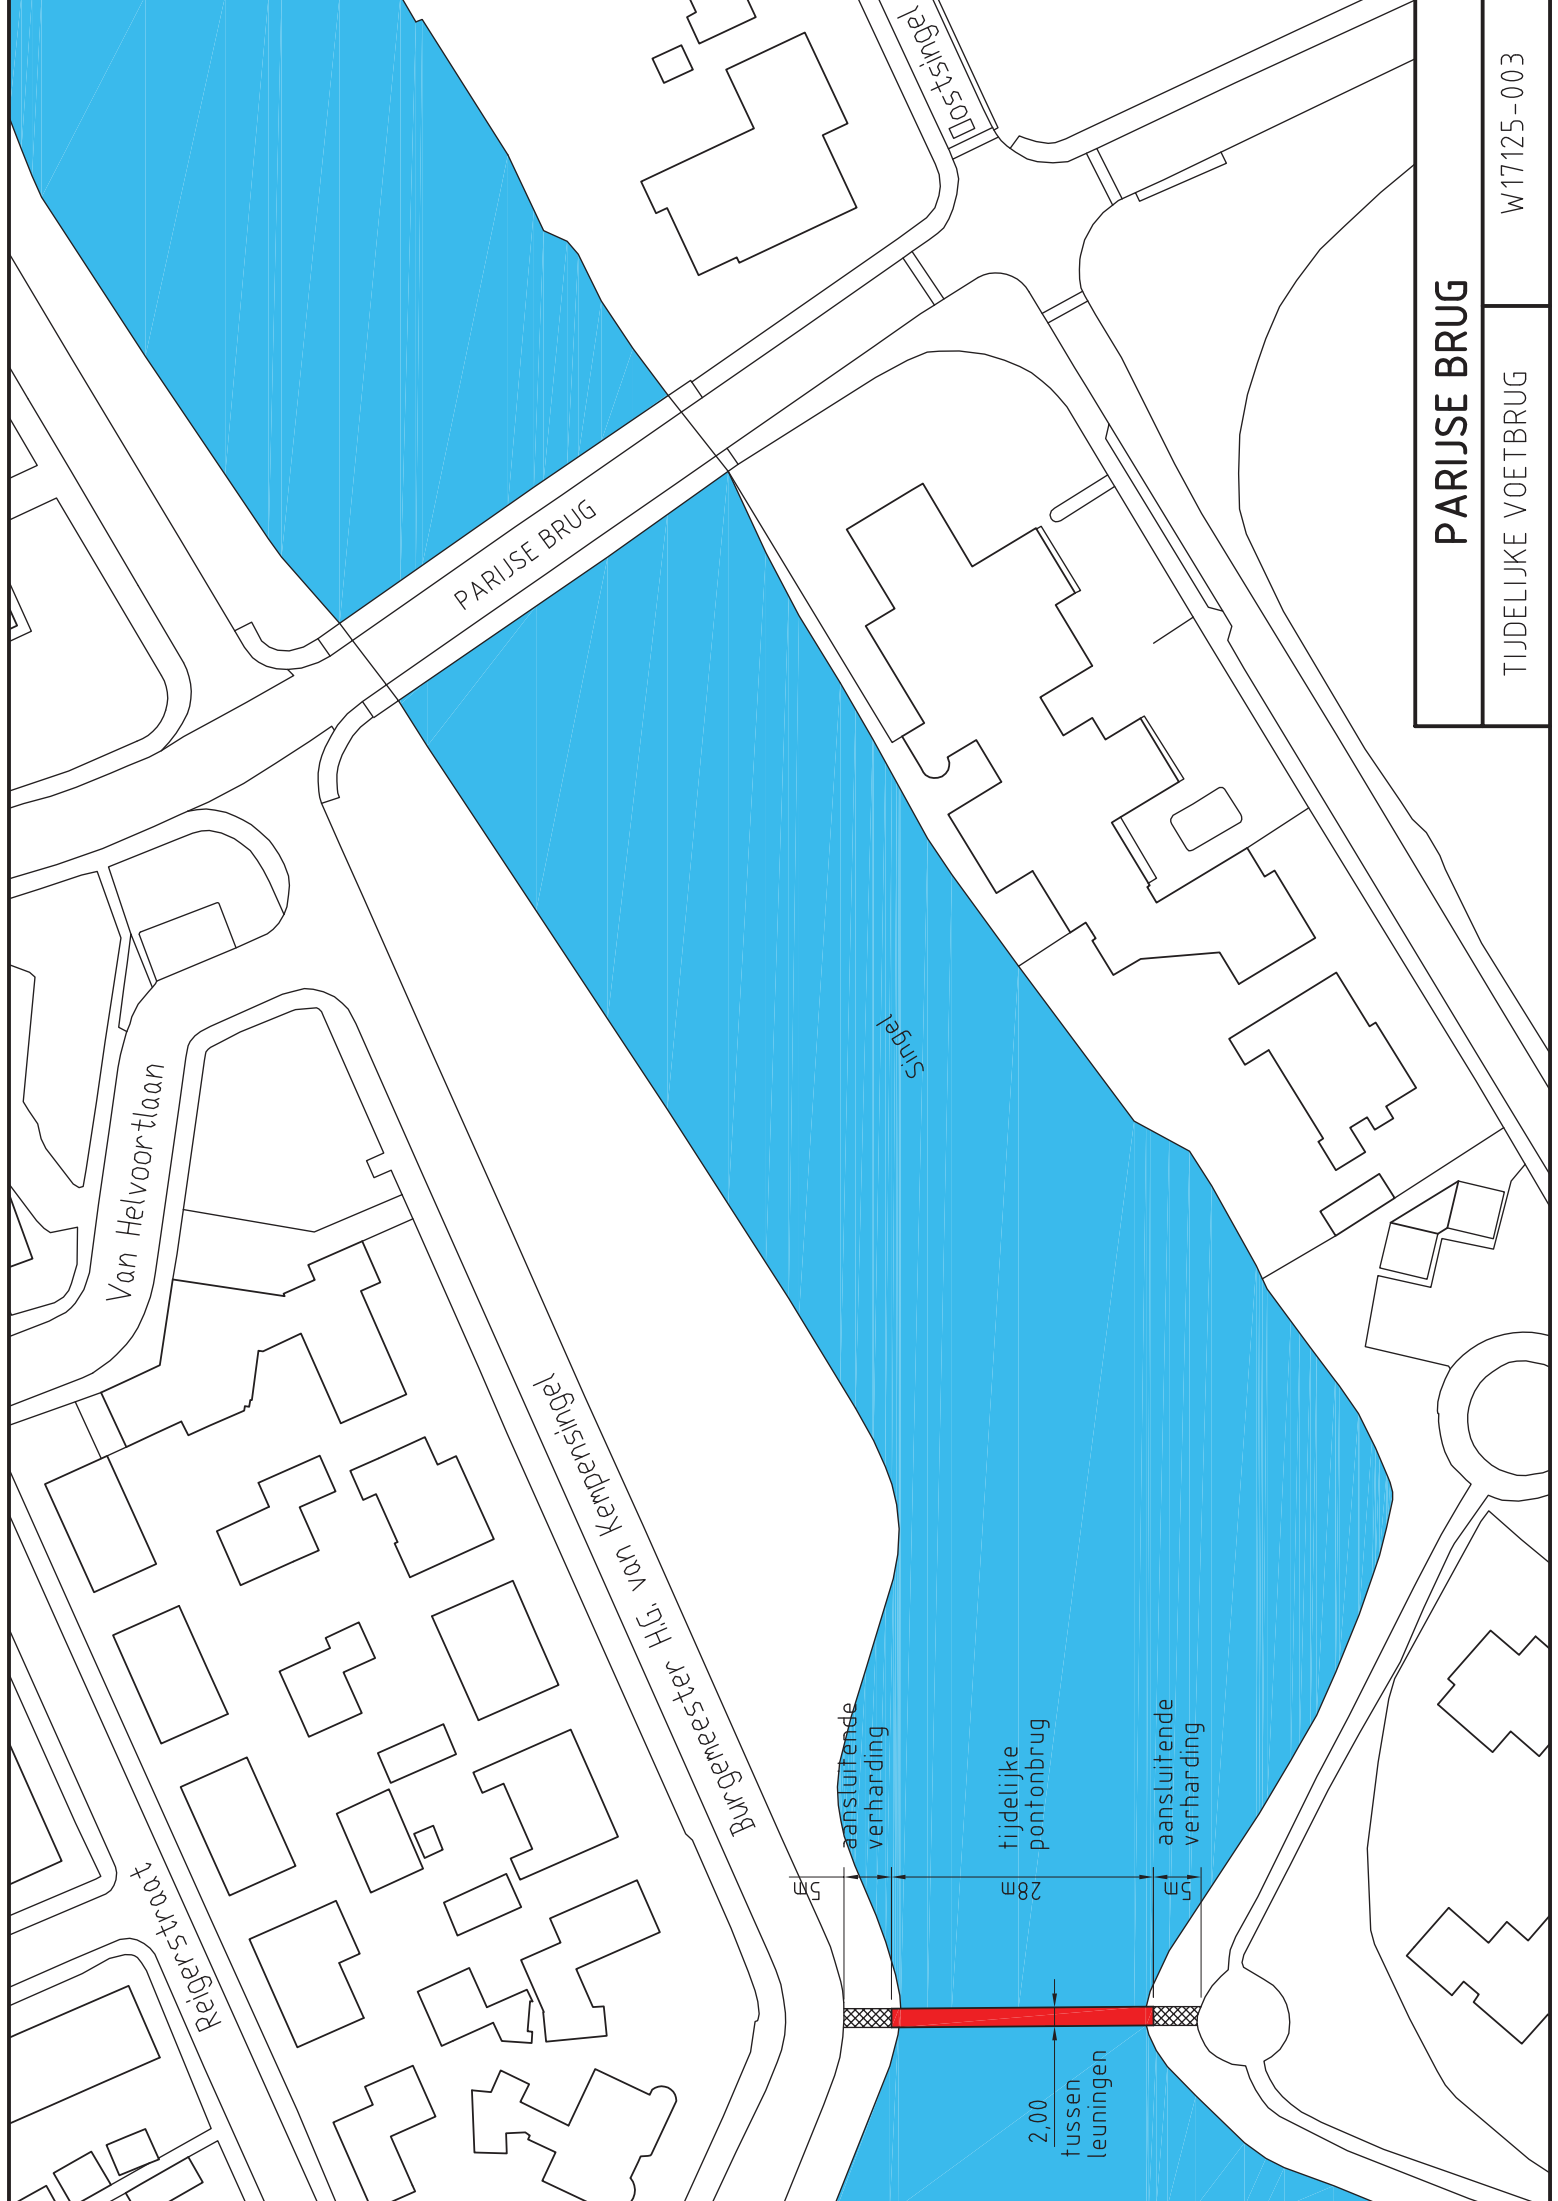 PARIJSE BRUG
TIJDELIJKE VOETBRUG
W17125-003
Oostsingel
PARIJSE BRUG
Van Helvoortlaan
Singel
Burgemeester H.G. van Kempensingel
Reigerstraat
aansluitende
verharding
tijdelijke
pontonbrug
aansluitende
verharding
5m
28m
5m
2,00
tussen
leuningen